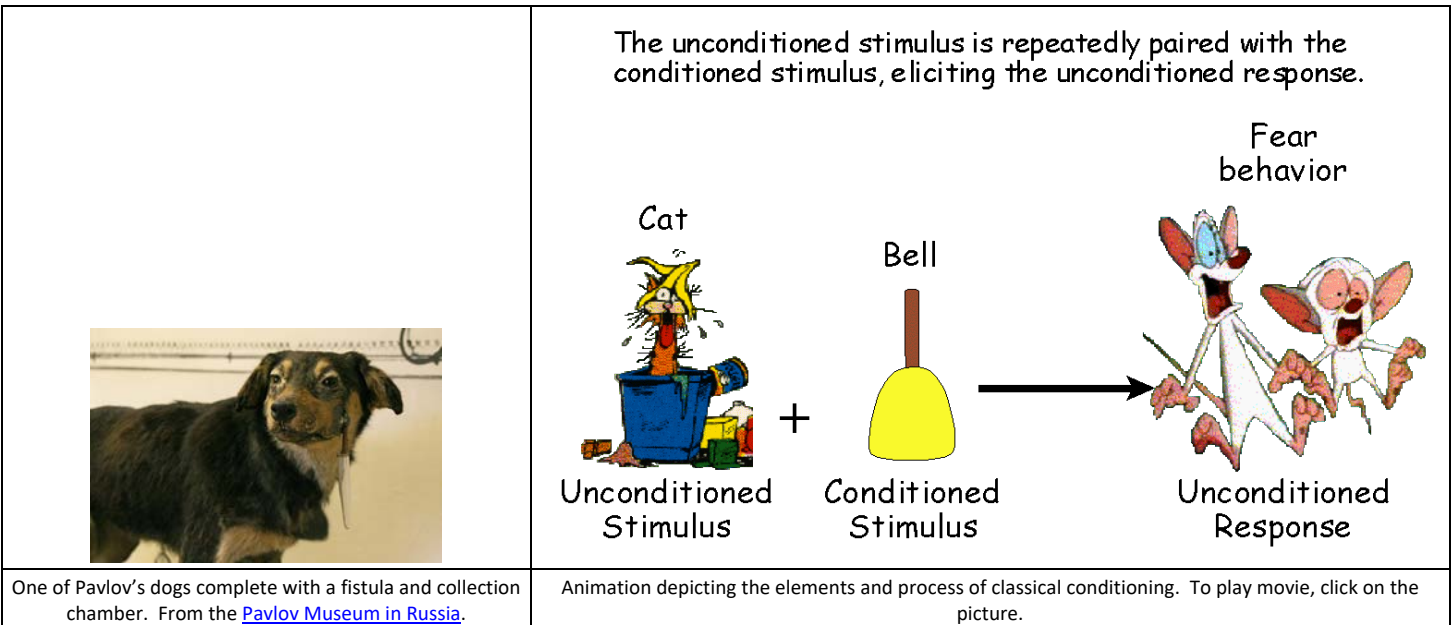 The unconditioned stimulus is repeatedly paired with the
conditioned stimulus, eliciting the unconditioned response.
Fear
behavior
Cat
Bell
+
Unconditioned
Stimulus
Conditioned
Stimulus
Unconditioned
Response
One of Pavlov’s dogs complete with a fistula and collection
chamber. From the Pavlov Museum in Russia.
Animation depicting the elements and process of classical conditioning. To play movie, click on the
picture.